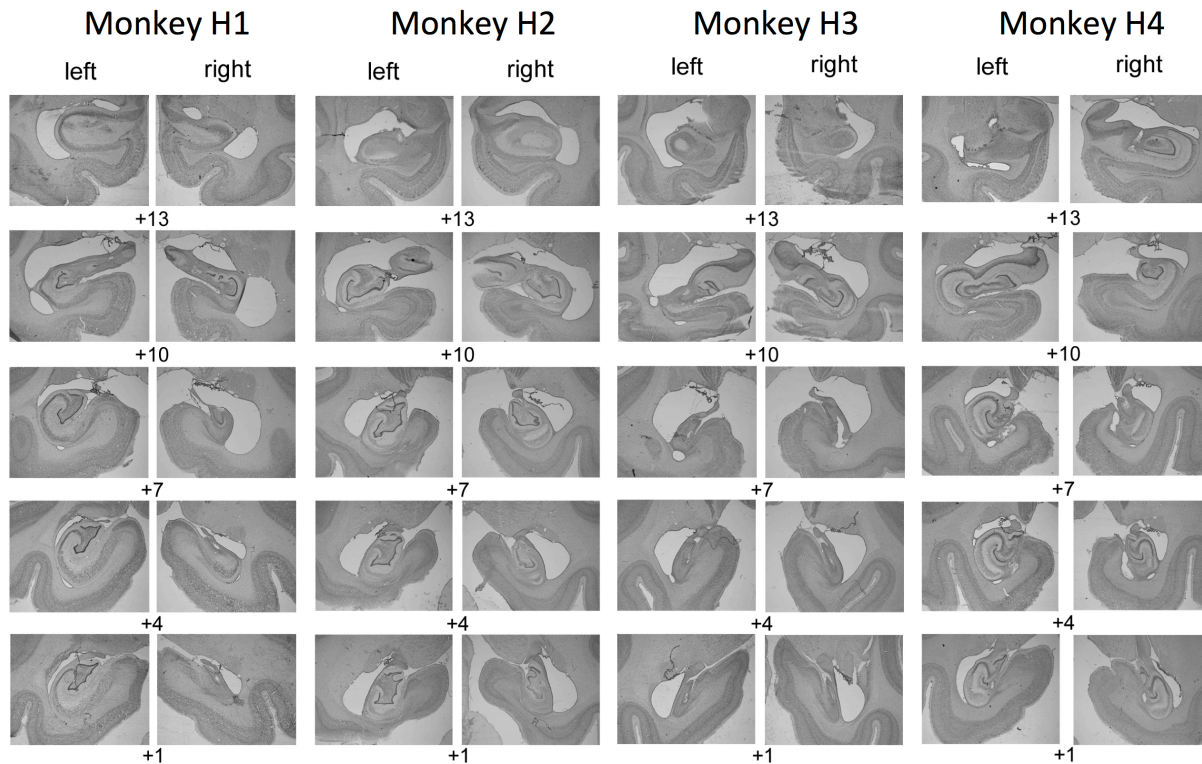 Monkey H1 Monkey H2 Monkey H3 Monkey H4
left right left right left right left right
+13 +13 +13 +13
+10 +10 +10 +10
+7 +7 +7 +7
+4 +4 +4 +4
+1 +1 +1 +1